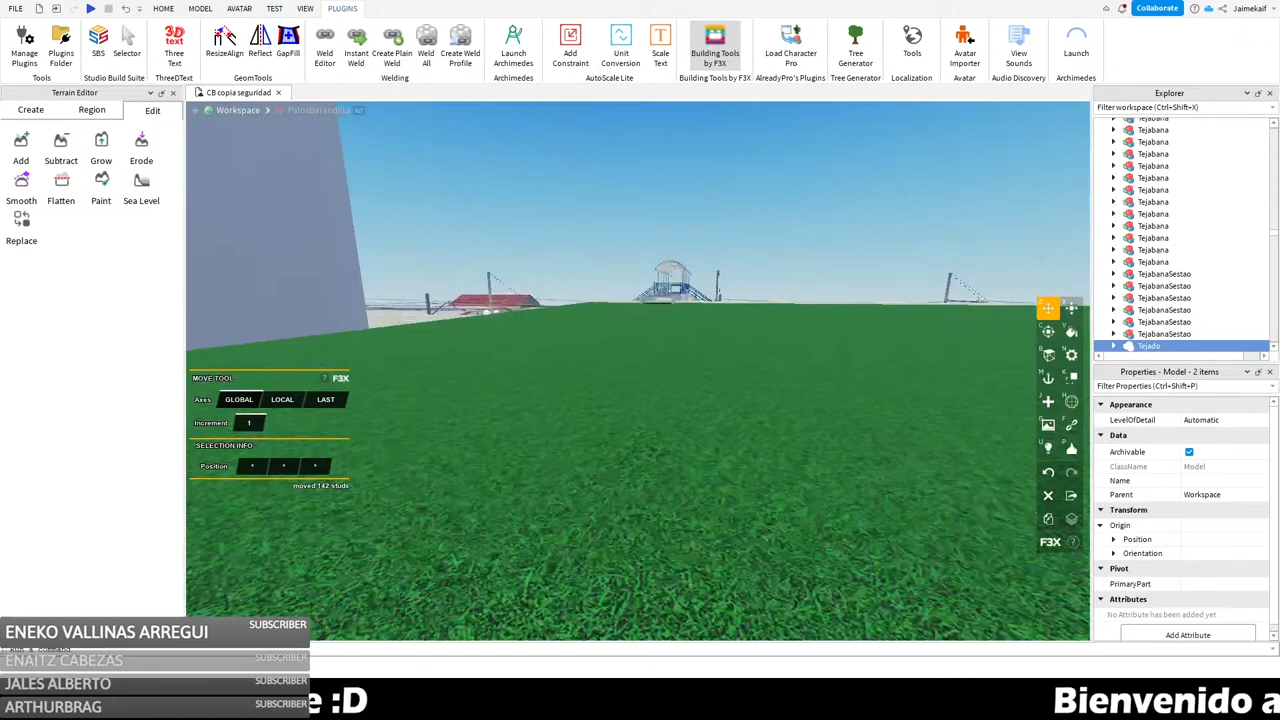 FILE
HOME MODEL AVATAR TEST VIEW PLUGINS
Collaborate
Jaimekaif
Manage Plugins
Plugins Folder
Tools
SBS
Selector
Studio Build Suite
3D text
Three Text
ThreeDText
ResizeAlign
Reflect
GapFill
GeomTools
Weld Editor
Instant Weld
Create Plain Weld
Weld All
Create Weld Profile
Welding
Launch Archimedes
Archimedes
Add Constraint
Unit Conversion
Scale Text
AutoScale Lite
Building Tools by F3X
Building Tools by F3X
Load Character Pro
AlreadyPro's Plugins
Tree Generator
Tree Generator
Tools
Localization
Avatar Importer
Avatar
View Sounds
Audio Discovery
Launch
Archimedes
Terrain Editor
Create Region Edit
Add Subtract Grow Erode
Smooth Flatten Paint Sea Level
Replace
CB copia seguridad
Workspace
PalosBarandilla
MOVE TOOL ? F3X
Axes GLOBAL LOCAL LAST
Increment 1
SELECTION INFO
Position * * *
moved 142 studs
F3X
Explorer
Filter workspace (Ctrl+Shift+X)
Tejabana
Tejabana
Tejabana
Tejabana
Tejabana
Tejabana
Tejabana
Tejabana
Tejabana
Tejabana
Tejabana
Tejabana
Tejabana
TejabanaSestao
TejabanaSestao
TejabanaSestao
TejabanaSestao
TejabanaSestao
TejabanaSestao
Tejado
Properties - Model - 2 items
Filter Properties (Ctrl+Shift+P)
Appearance
LevelOfDetail Automatic
Data
Archivable
ClassName Model
Name
Parent Workspace
Transform
Origin
Position
Orientation
Pivot
PrimaryPart
Attributes
No Attribute has been added yet
Add Attribute
ENEKO VALLINAS ARREGUI SUBSCRIBER
ENAITZ CABEZAS SUBSCRIBER
JALES ALBERTO SUBSCRIBER
ARTHURBRAG SUBSCRIBER
e :D
Bienvenido a